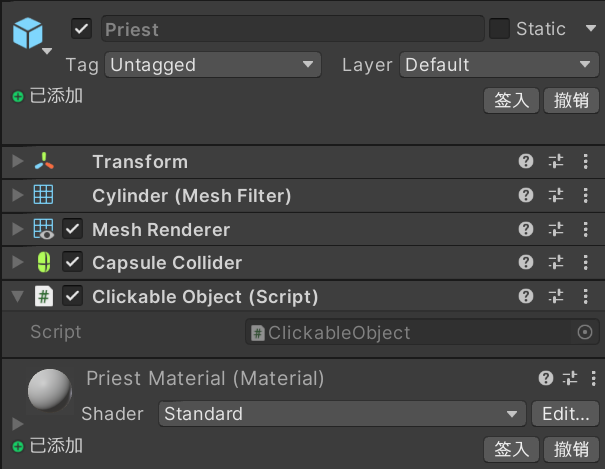 Priest Static
Tag Untagged Layer Default
已添加
签入 撤销
Transform
Cylinder (Mesh Filter)
Mesh Renderer
Capsule Collider
# Clickable Object (Script)
Script # ClickableObject
Priest Material (Material)
Shader Standard Edit...
已添加
签入 撤销